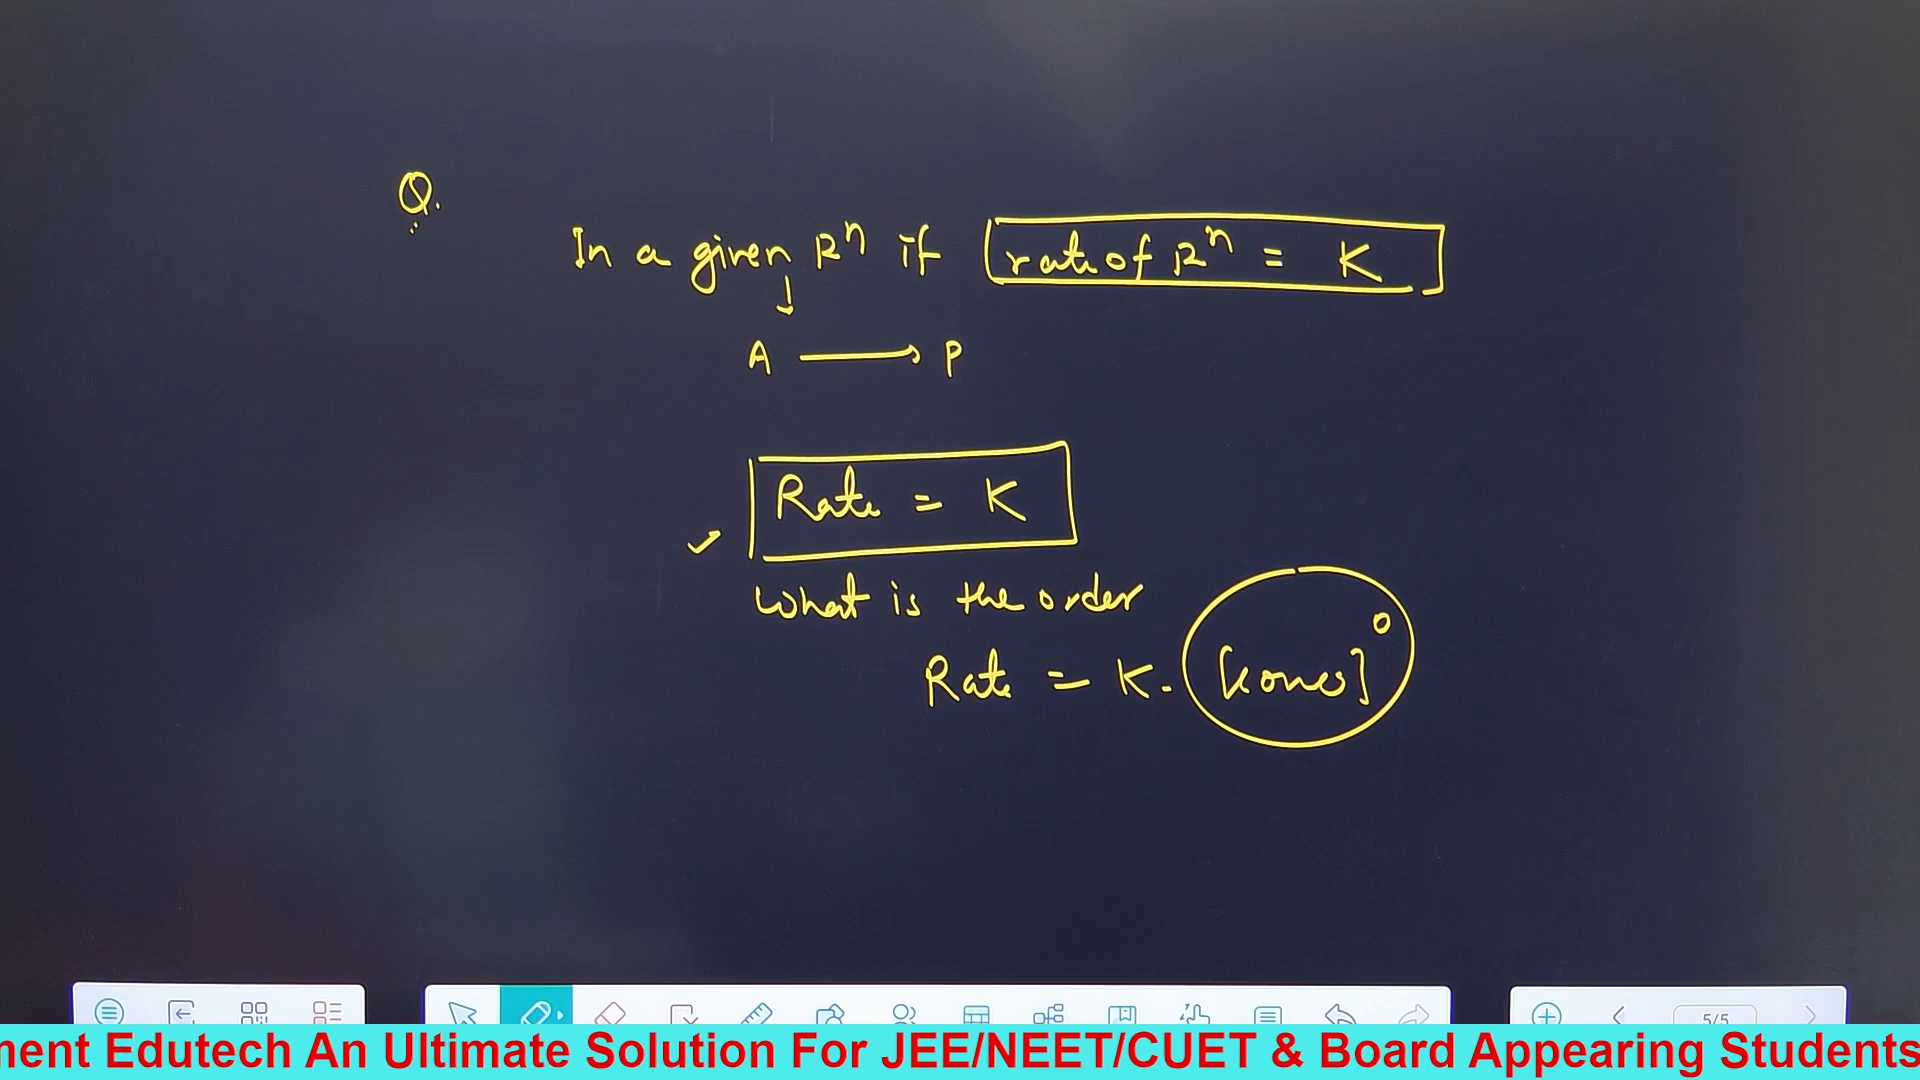 Q.
In a given Rⁿ if rate of Rⁿ = K
A ⟶ P
Rate = K
What is the order
Rate = K. [conc]⁰
5/5
ment Edutech An Ultimate Solution For JEE/NEET/CUET & Board Appearing Students